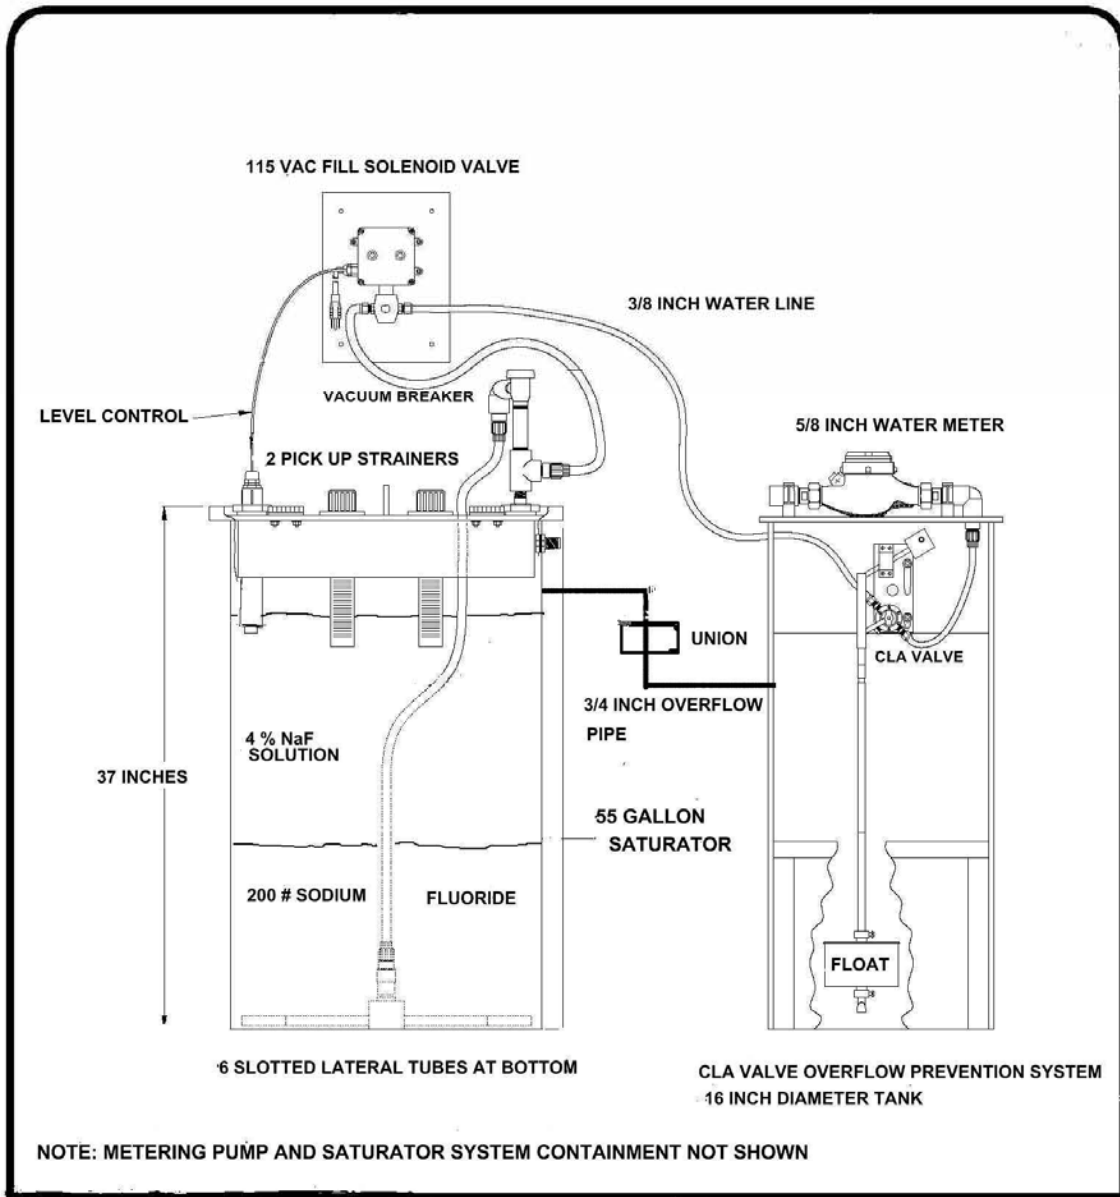 115 VAC FILL SOLENOID VALVE
3/8 INCH WATER LINE
VACUUM BREAKER
LEVEL CONTROL
5/8 INCH WATER METER
2 PICK UP STRAINERS
UNION
CLA VALVE
3/4 INCH OVERFLOW
PIPE
4 % NaF
SOLUTION
37 INCHES
55 GALLON
SATURATOR
200 # SODIUM FLUORIDE
FLOAT
6 SLOTTED LATERAL TUBES AT BOTTOM
CLA VALVE OVERFLOW PREVENTION SYSTEM
16 INCH DIAMETER TANK
NOTE: METERING PUMP AND SATURATOR SYSTEM CONTAINMENT NOT SHOWN